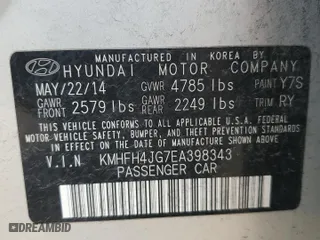 MANUFACTURED IN KOREA BY
HYUNDAI MOTOR COMPANY
MAY/22/14 GVWR 4785 lbs PAINT Y7S
GAWR FRONT 2579 lbs GAWR REAR 2249 lbs TRIM RY
THIS VEHICLE CONFORMS TO ALL APPLICABLE
U.S. FEDERAL MOTOR VEHICLE SAFETY, BUMPER,
AND THEFT PREVENTION STANDARDS IN EFFECT ON
THE DATE OF MANUFACTURE SHOWN ABOVE.
V.I.N KMHFH4JG7EA398343
PASSENGER CAR
© DRIVEDSAFE.COM